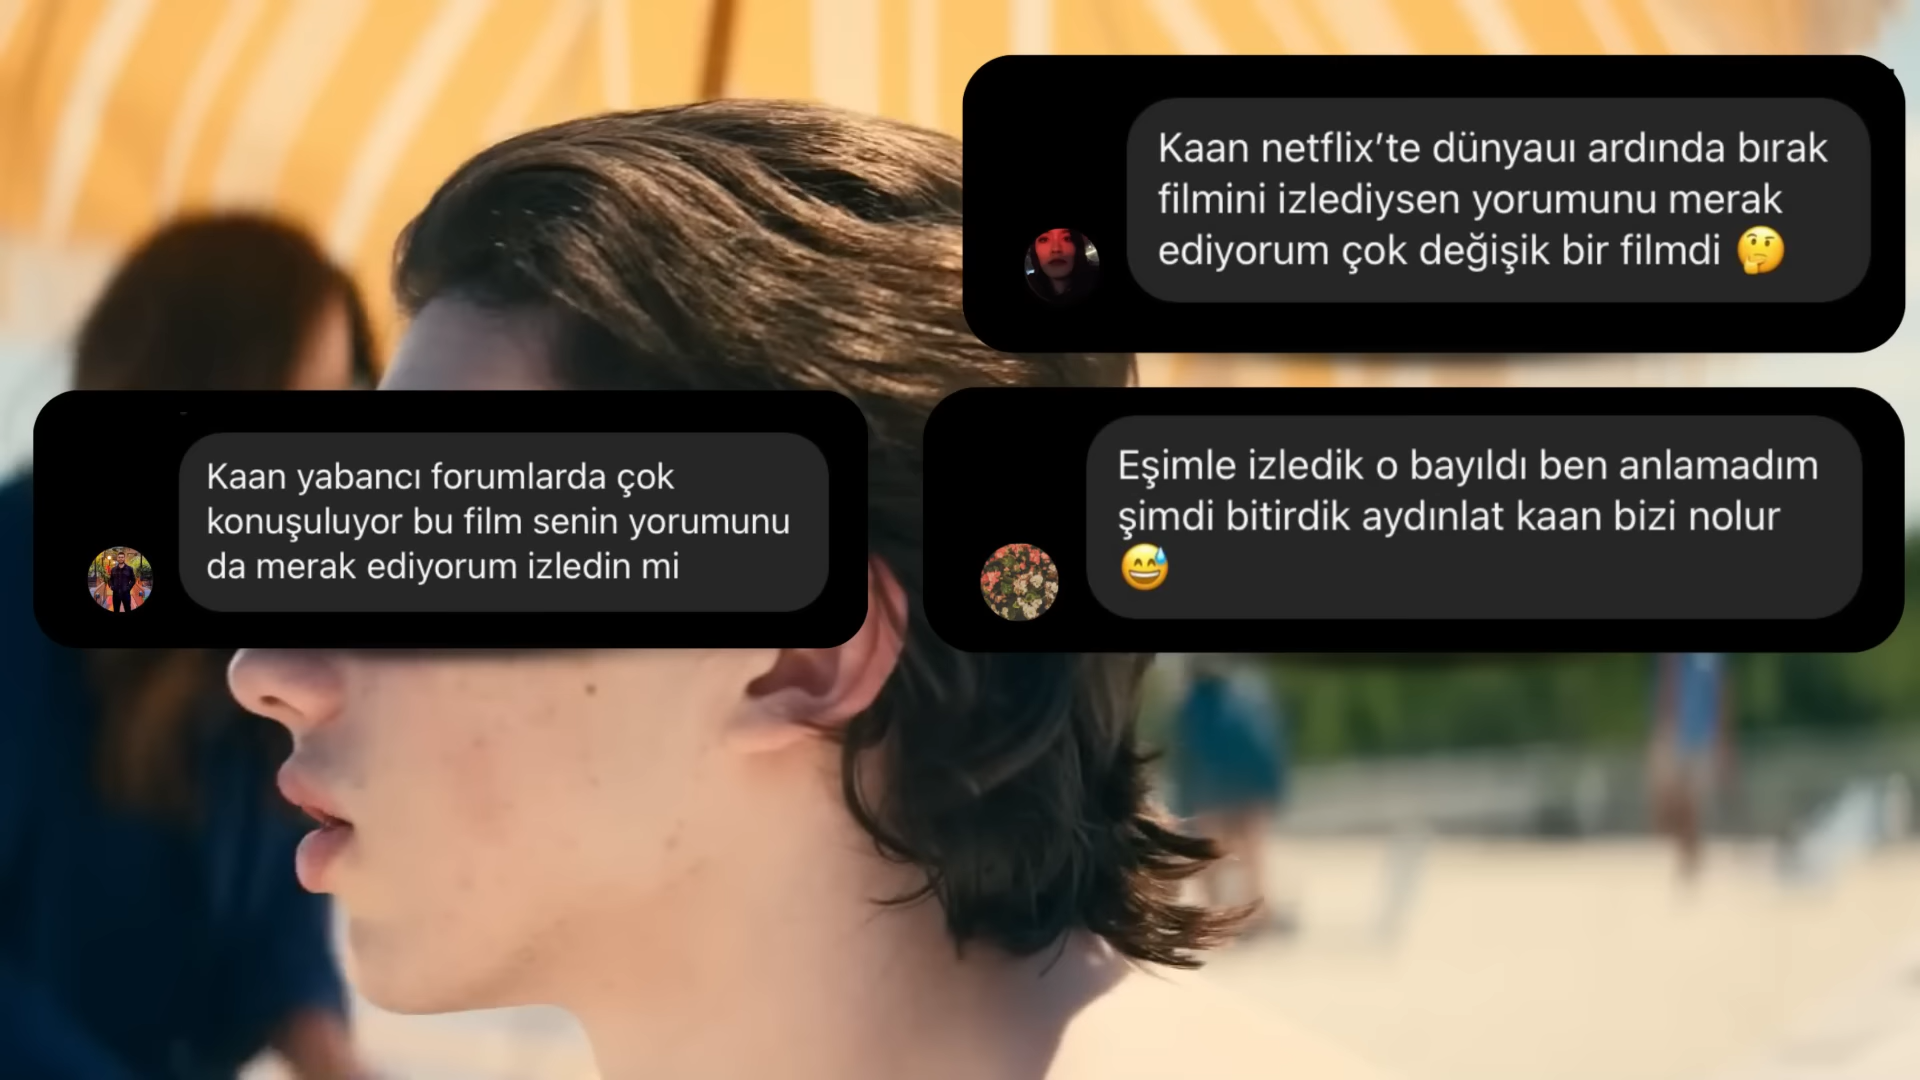 Kaan netflix’te dünyauı ardında bırak
filmini izlediysen yorumunu merak
ediyorum çok değişik bir filmdi 🤔
Kaan yabancı forumlarda çok
konuşuluyor bu film senin yorumunu
da merak ediyorum izledin mi
Eşimle izledik o bayıldı ben anlamadım
şimdi bitirdik aydınlat kaan bizi nolur
😅